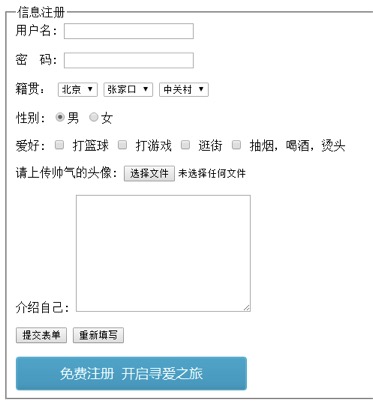 信息注册
用户名:
密 码:
籍贯: 北京 张家口 中关村
性别: 男 女
爱好: 打篮球 打游戏 逛街 抽烟，喝酒，烫头
请上传帅气的头像: 选择文件 未选择任何文件
介绍自己:
提交表单 重新填写
免费注册 开启寻爱之旅